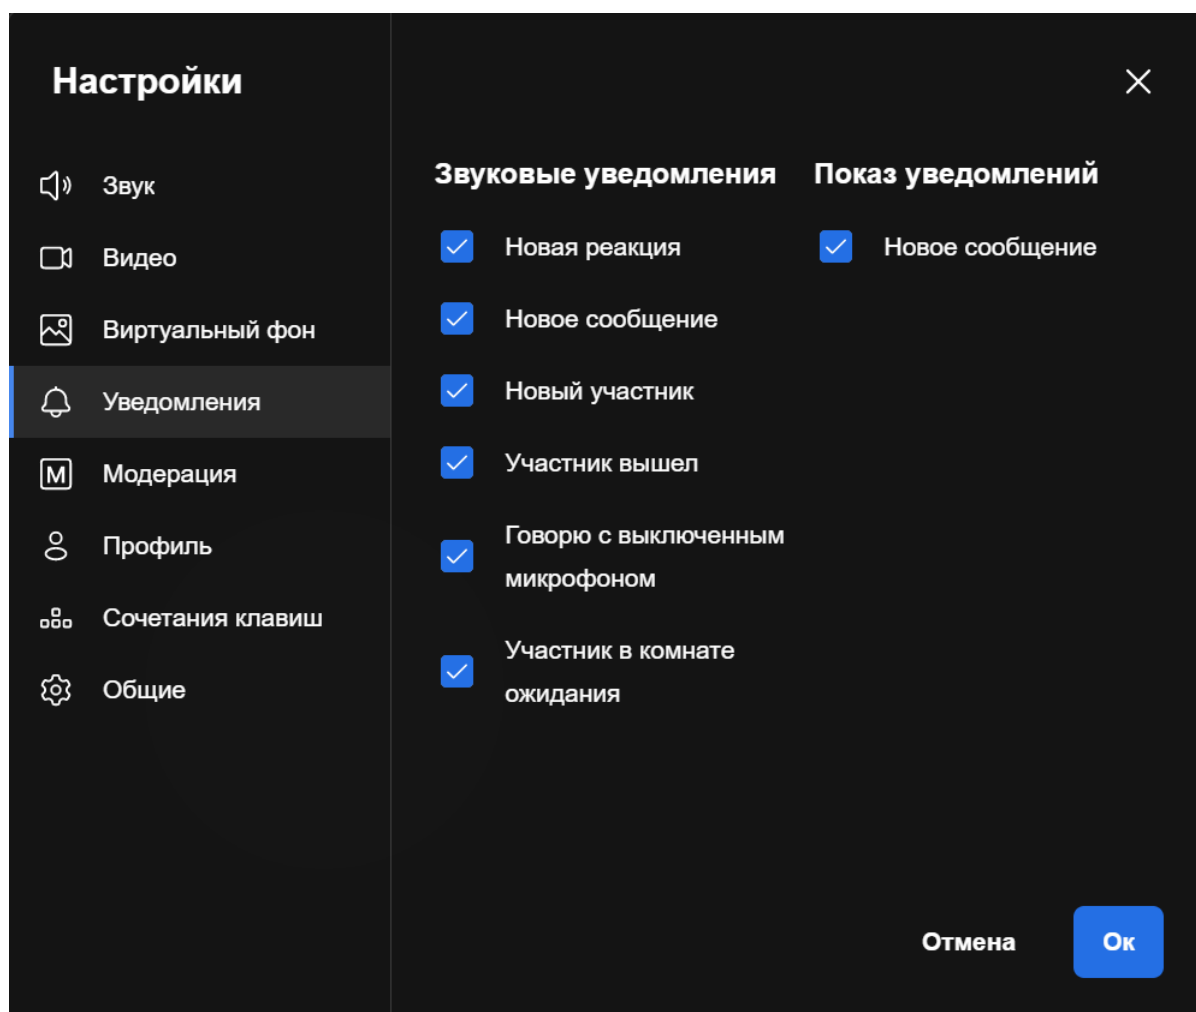 Настройки
Звук
Видео
Виртуальный фон
Уведомления
Модерация
Профиль
Сочетания клавиш
Общие
Звуковые уведомления
Новая реакция
Новое сообщение
Новый участник
Участник вышел
Говорю с выключенным
микрофоном
Участник в комнате
ожидания
Показ уведомлений
Новое сообщение
Отмена
Ок